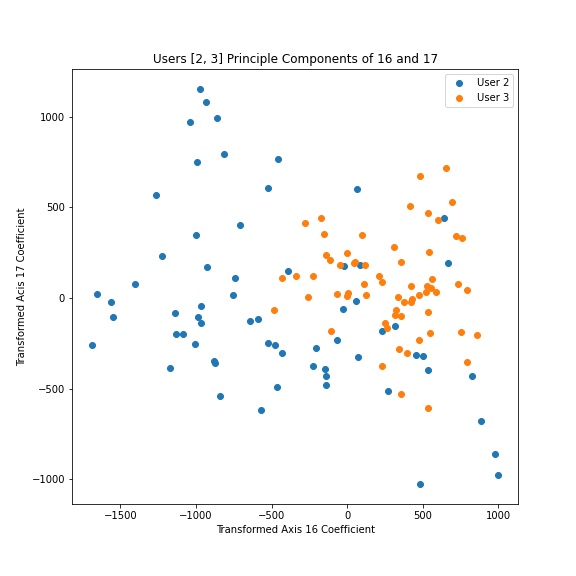 Users [2, 3] Principle Components of 16 and 17
User 2
User 3
1000
500
0
−500
−1000
Transformed Acis 17 Coefficient
−1500 −1000 −500 0 500 1000
Transformed Axis 16 Coefficient